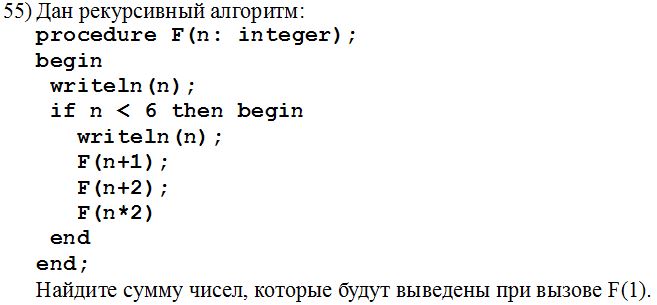 55) Дан рекурсивный алгоритм:
procedure F(n: integer);
begin
writeln(n);
if n < 6 then begin
writeln(n);
F(n+1);
F(n+2);
F(n*2)
end
end;
Найдите сумму чисел, которые будут выведены при вызове F(1).